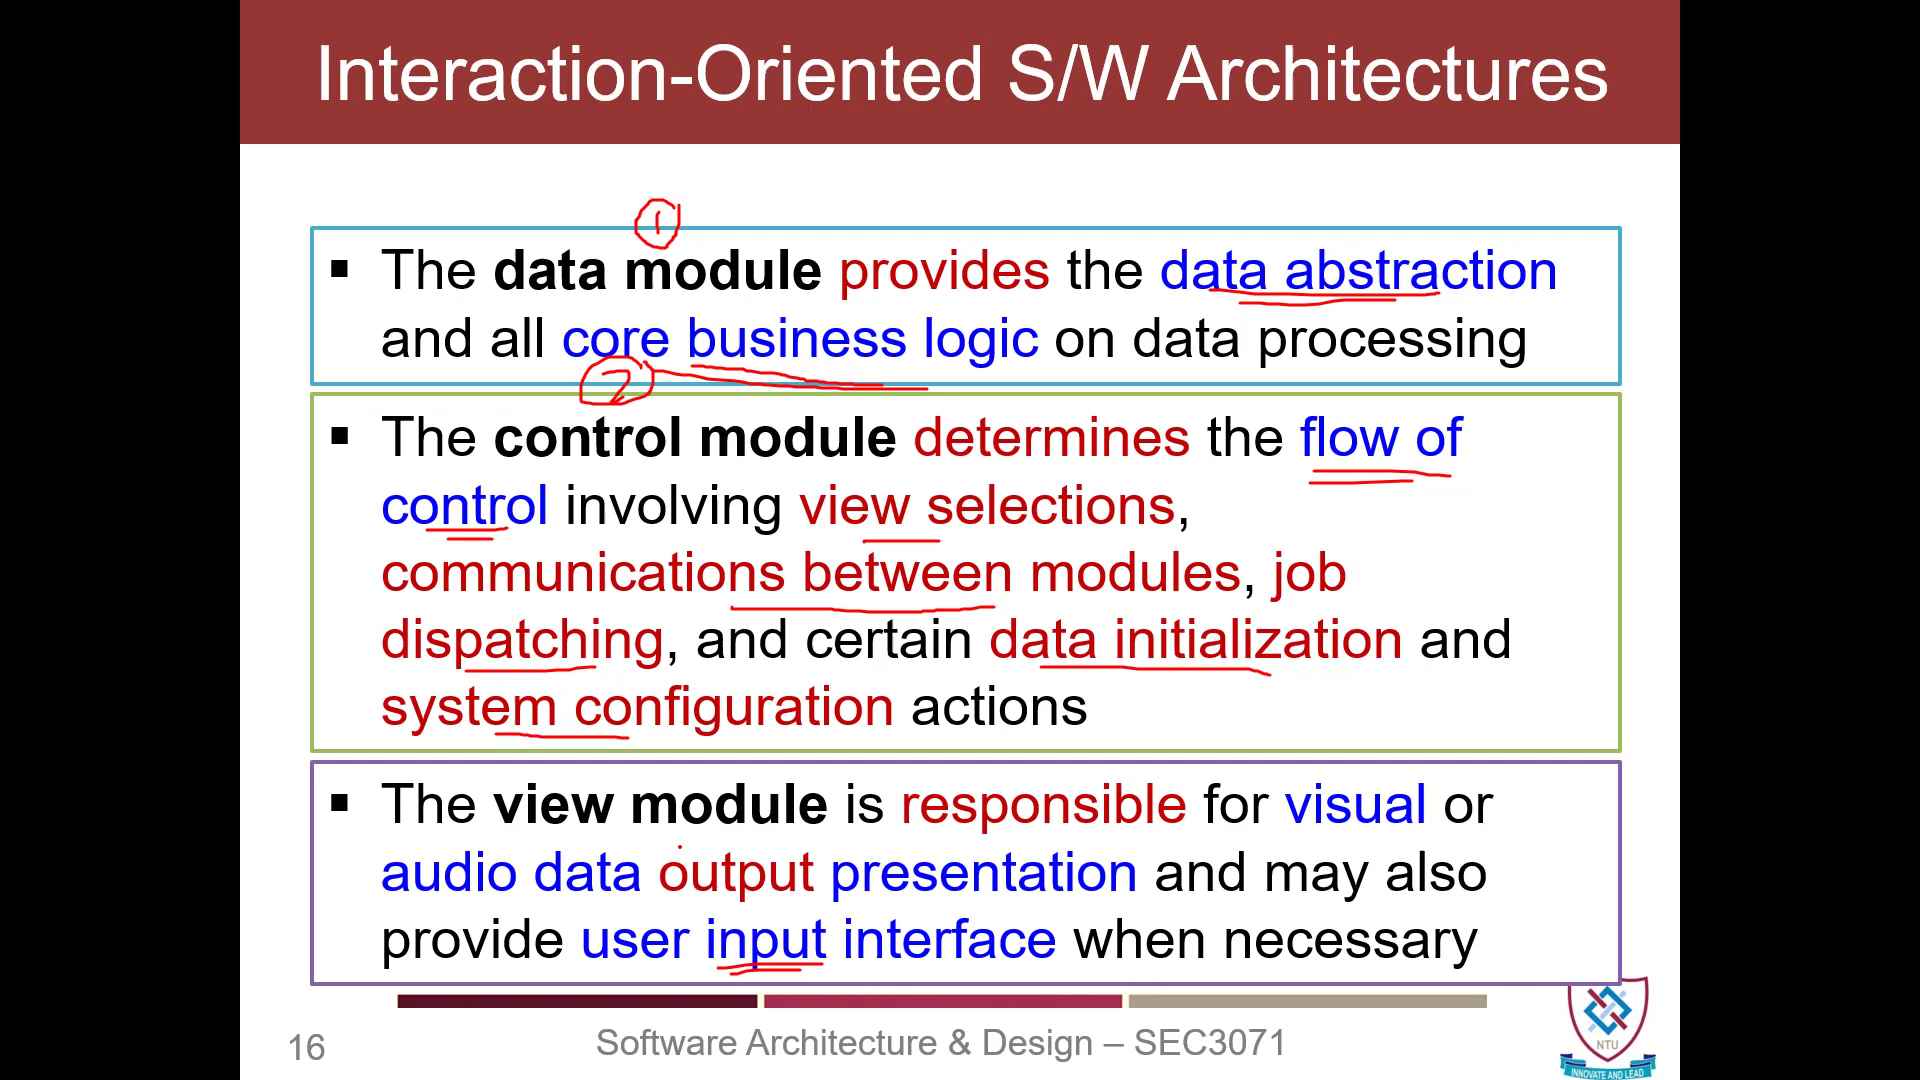 Interaction-Oriented S/W Architectures
1
▪ The data module provides the data abstraction
and all core business logic on data processing
2
▪ The control module determines the flow of
control involving view selections,
communications between modules, job
dispatching, and certain data initialization and
system configuration actions
▪ The view module is responsible for visual or
audio data output presentation and may also
provide user input interface when necessary
16
Software Architecture & Design – SEC3071
NTU
INNOVATE AND LEAD